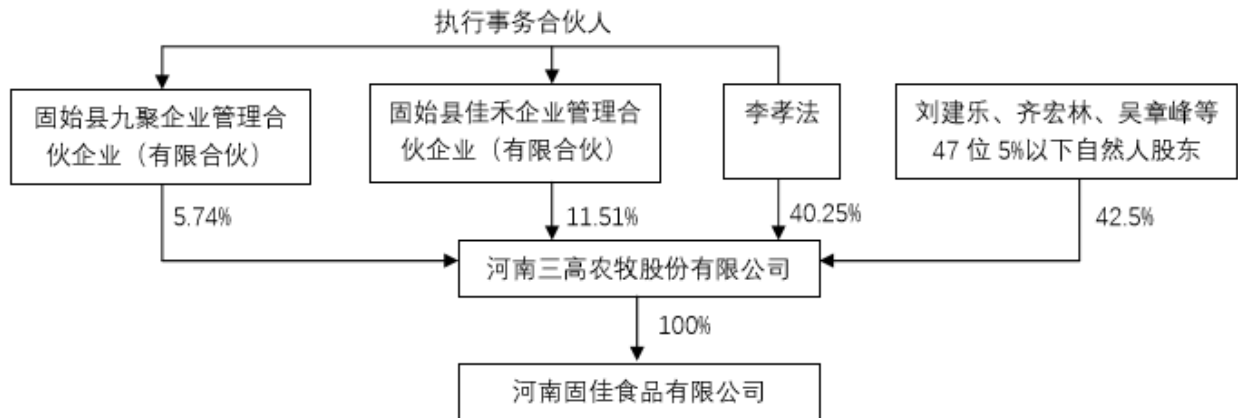 执行事务合伙人
固始县九聚企业管理合
伙企业（有限合伙）
固始县佳禾企业管理合
伙企业（有限合伙）
李孝法
刘建乐、齐宏林、吴章峰等
47 位 5%以下自然人股东
5.74%
11.51%
40.25%
42.5%
河南三高农牧股份有限公司
100%
河南固佳食品有限公司